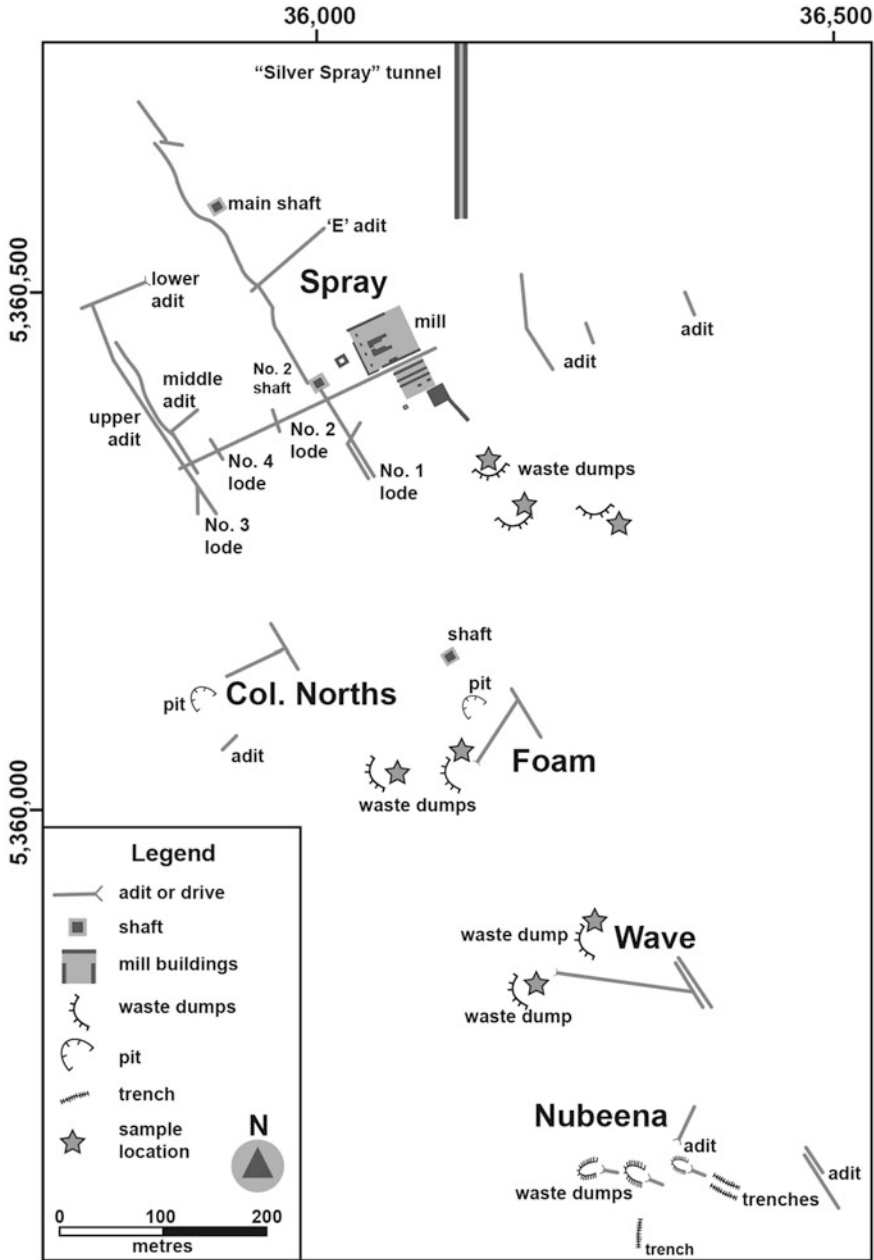 36,000
36,500
“Silver Spray” tunnel
main shaft
‘E’ adit
5,360,500
Spray
lower
adit
mill
adit
adit
No. 2
shaft
middle
adit
upper
adit
No. 2
lode
No. 4
lode
No. 1
lode
waste dumps
No. 3
lode
shaft
pit
pit
Col. Norths
adit
Foam
waste dumps
5,360,000
Legend
adit or drive
shaft
mill buildings
waste dumps
pit
trench
sample
location
N
0 100 200
metres
waste dump
Wave
waste dump
Nubeena
adit
adit
waste dumps
trenches
trench